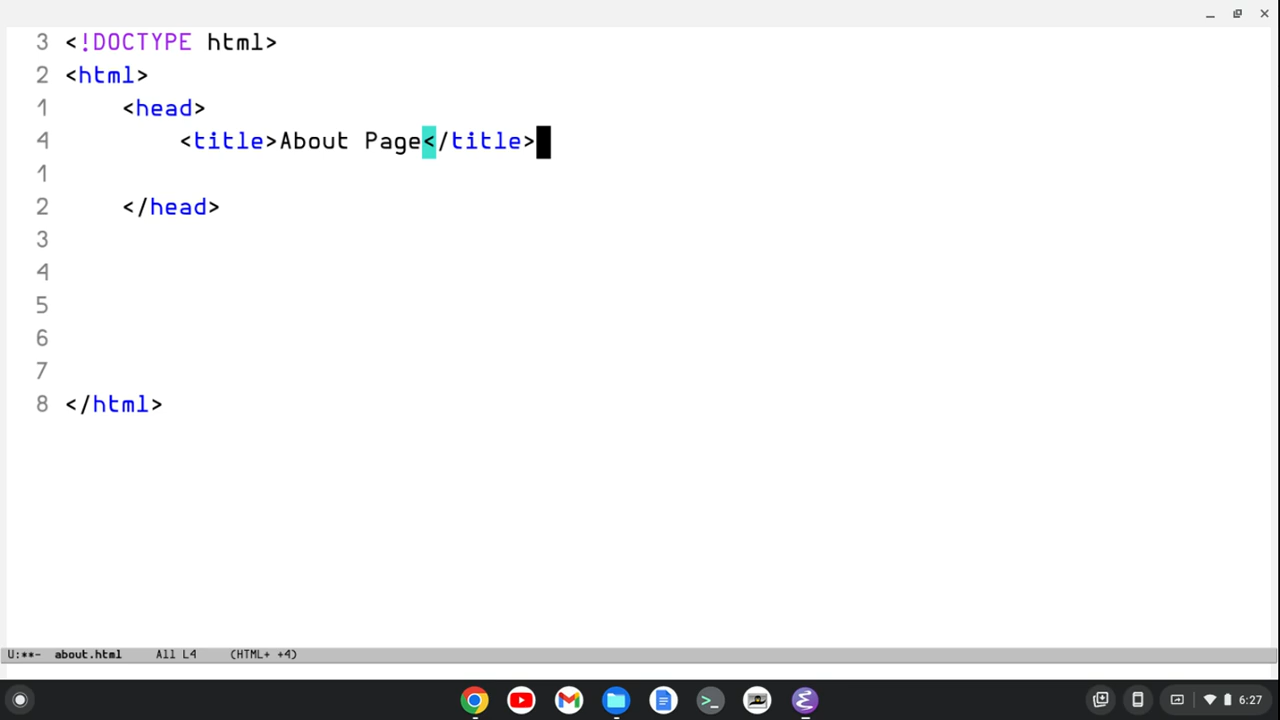 3 <!DOCTYPE html>
2 <html>
1     <head>
4         <title>About Page</title>
1
2     </head>
3
4
5
6
7
8 </html>
U:**-  about.html     All L4     (HTML+ +4)
6:27